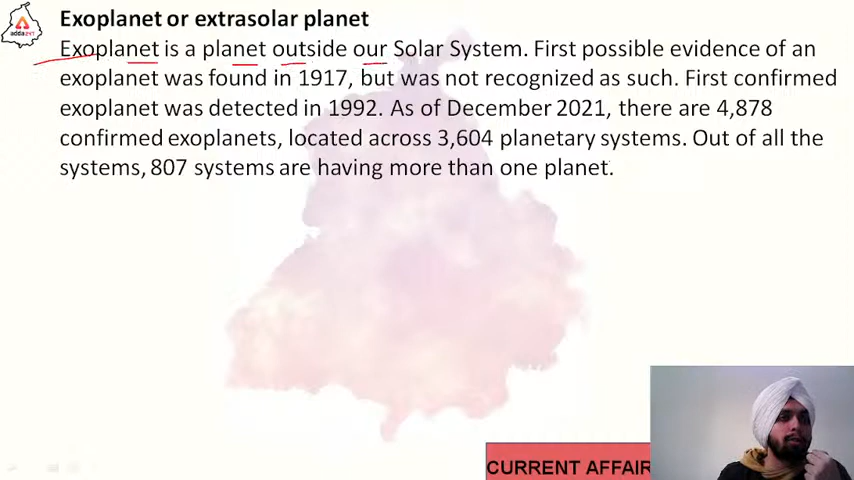 Exoplanet or extrasolar planet
Exoplanet is a planet outside our Solar System. First possible evidence of an
exoplanet was found in 1917, but was not recognized as such. First confirmed
exoplanet was detected in 1992. As of December 2021, there are 4,878
confirmed exoplanets, located across 3,604 planetary systems. Out of all the
systems, 807 systems are having more than one planet.
adda247
CURRENT AFFAIR